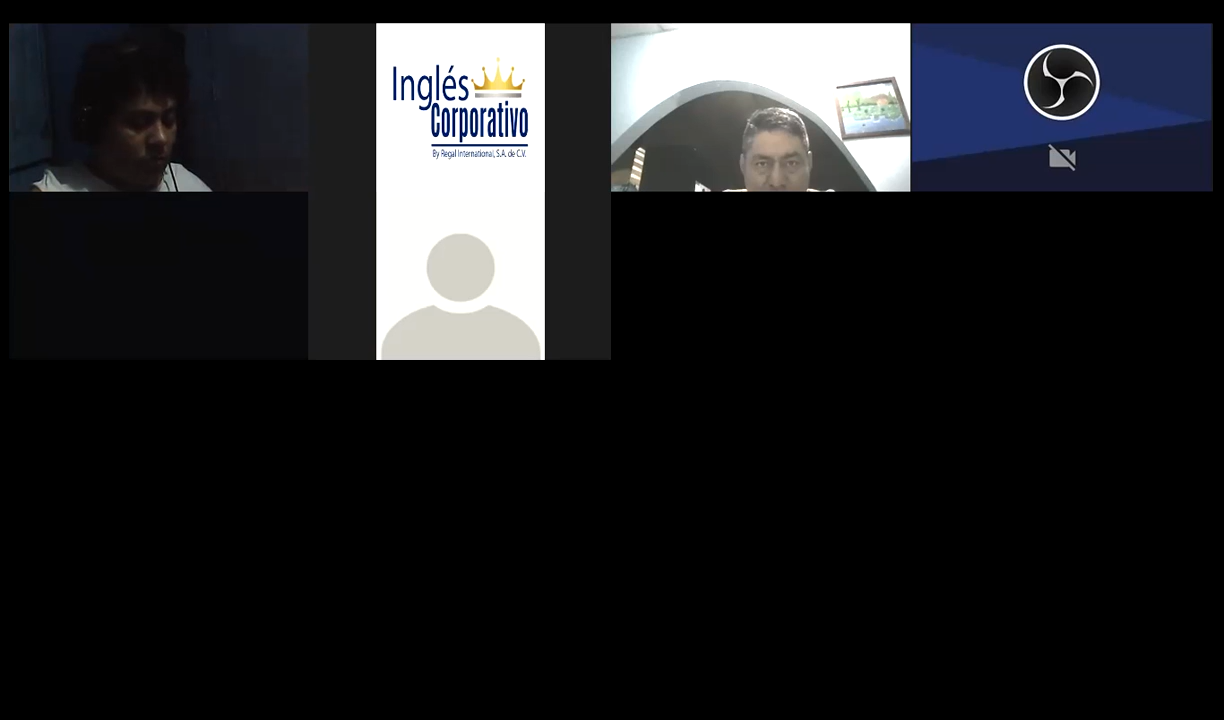 Inglés
Corporativo
By Regal International, S.A. de C.V.